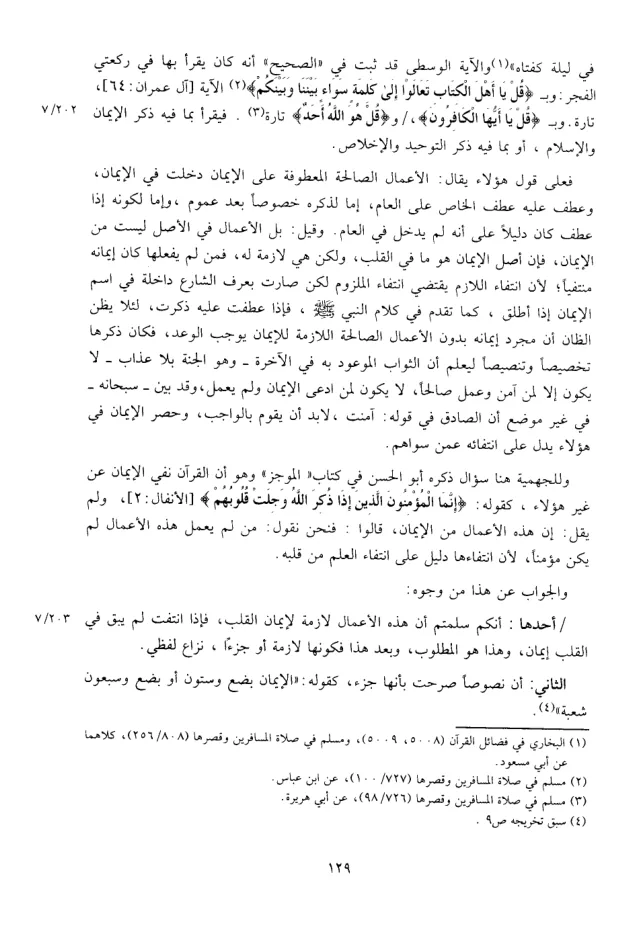 في ليلة كفتاه»(١) والآية الوسطى قد ثبت في «الصحيح» أنه كان يقرأ بها في ركعتي
الفجر: وبـ ﴿قُلْ يَا أَهْلَ الْكِتَابِ تَعَالَوْا إِلَىٰ كَلِمَةٍ سَوَاءٍ بَيْنَنَا وَبَيْنَكُمْ﴾(٢) الآية [آل عمران: ٦٤]،
تارة. وبـ ﴿قُلْ يَا أَيُّهَا الْكَافِرُونَ﴾، / و﴿قُلْ هُوَ اللَّهُ أَحَدٌ﴾ تارة(٣). فيقرأ بما فيه ذكر الإيمان ٧/٢٠٢
والإسلام، أو بما فيه ذكر التوحيد والإخلاص.
فعلى قول هؤلاء يقال: الأعمال الصالحة المعطوفة على الإيمان دخلت في الإيمان،
وعطف عليه عطف الخاص على العام، إما لذكره خصوصاً بعد عموم، وإما لكونه إذا
عطف كان دليلاً على أنه لم يدخل في العام. وقيل: بل الأعمال في الأصل ليست من
الإيمان، فإن أصل الإيمان هو ما في القلب، ولكن هي لازمة له، فمن لم يفعلها كان إيمانه
منتفياً؛ لأن انتفاء اللازم يقتضي انتفاء الملزوم لكن صارت بعرف الشارع داخلة في اسم
الإيمان إذا أطلق، كما تقدم في كلام النبي ﷺ، فإذا عطفت عليه ذكرت، لئلا يظن
الظان أن مجرد إيمانه بدون الأعمال الصالحة اللازمة للإيمان يوجب الوعد، فكان ذكرها
تخصيصاً وتنصيصاً ليعلم أن الثواب الموعود به في الآخرة ـ وهو الجنة بلا عذاب ـ لا
يكون إلا لمن آمن وعمل صالحاً، لا يكون لمن ادعى الإيمان ولم يعمل، وقد بين ـ سبحانه ـ
في غير موضع أن الصادق في قوله: آمنت، لابد أن يقوم بالواجب، وحصر الإيمان في
هؤلاء يدل على انتفائه عمن سواهم.
وللجهمية هنا سؤال ذكره أبو الحسن في كتاب« الموجز» وهو أن القرآن نفي الإيمان عن
غير هؤلاء، كقوله: ﴿إِنَّمَا الْمُؤْمِنُونَ الَّذِينَ إِذَا ذُكِرَ اللَّهُ وَجِلَتْ قُلُوبُهُمْ﴾ [الأنفال: ٢]، ولم
يقل: إن هذه الأعمال من الإيمان، قالوا: فنحن نقول: من لم يعمل هذه الأعمال لم
يكن مؤمناً، لأن انتفاءها دليل على انتفاء العلم من قلبه.
والجواب عن هذا من وجوه:
/ أحدها: أنكم سلمتم أن هذه الأعمال لازمة لإيمان القلب، فإذا انتفت لم يبق في ٧/٢٠٣
القلب إيمان، وهذا هو المطلوب، وبعد هذا فكونها لازمة أو جزءًا، نزاع لفظي.
الثاني: أن نصوصاً صرحت بأنها جزء، كقوله: «الإيمان بضع وستون أو بضع وسبعون
شعبة»(٤).
(١) البخاري في فضائل القرآن (٥٠٠٨، ٥٠٠٩)، ومسلم في صلاة المسافرين وقصرها (٢٥٦/٨٠٨)، كلاهما
عن أبي مسعود.
(٢) مسلم في صلاة المسافرين وقصرها (١٠٠/٧٢٧)، عن ابن عباس.
(٣) مسلم في صلاة المسافرين وقصرها (٩٨/٧٢٦)، عن أبي هريرة.
(٤) سبق تخريجه ص٩.
١٢٩